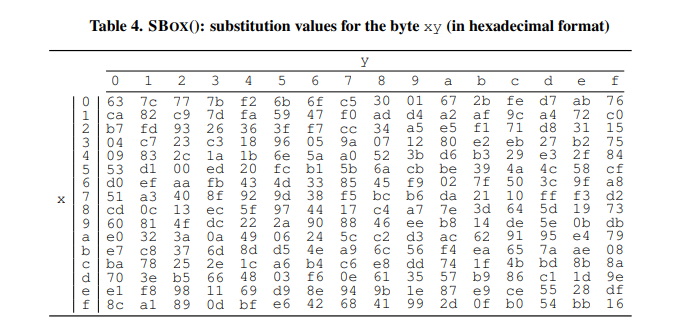 Table 4. SBOX(): substitution values for the byte xy (in hexadecimal format)
y
0 1 2 3 4 5 6 7 8 9 a b c d e f
0 63 7c 77 7b f2 6b 6f c5 30 01 67 2b fe d7 ab 76
1 ca 82 c9 7d fa 59 47 f0 ad d4 a2 af 9c a4 72 c0
2 b7 fd 93 26 36 3f f7 cc 34 a5 e5 f1 71 d8 31 15
3 04 c7 23 c3 18 96 05 9a 07 12 80 e2 eb 27 b2 75
4 09 83 2c 1a 1b 6e 5a a0 52 3b d6 b3 29 e3 2f 84
5 53 d1 00 ed 20 fc b1 5b 6a cb be 39 4a 4c 58 cf
6 d0 ef aa fb 43 4d 33 85 45 f9 02 7f 50 3c 9f a8
x 7 51 a3 40 8f 92 9d 38 f5 bc b6 da 21 10 ff f3 d2
8 cd 0c 13 ec 5f 97 44 17 c4 a7 7e 3d 64 5d 19 73
9 60 81 4f dc 22 2a 90 88 46 ee b8 14 de 5e 0b db
a e0 32 3a 0a 49 06 24 5c c2 d3 ac 62 91 95 e4 79
b e7 c8 37 6d 8d d5 4e a9 6c 56 f4 ea 65 7a ae 08
c ba 78 25 2e 1c a6 b4 c6 e8 dd 74 1f 4b bd 8b 8a
d 70 3e b5 66 48 03 f6 0e 61 35 57 b9 86 c1 1d 9e
e e1 f8 98 11 69 d9 8e 94 9b 1e 87 e9 ce 55 28 df
f 8c a1 89 0d bf e6 42 68 41 99 2d 0f b0 54 bb 16